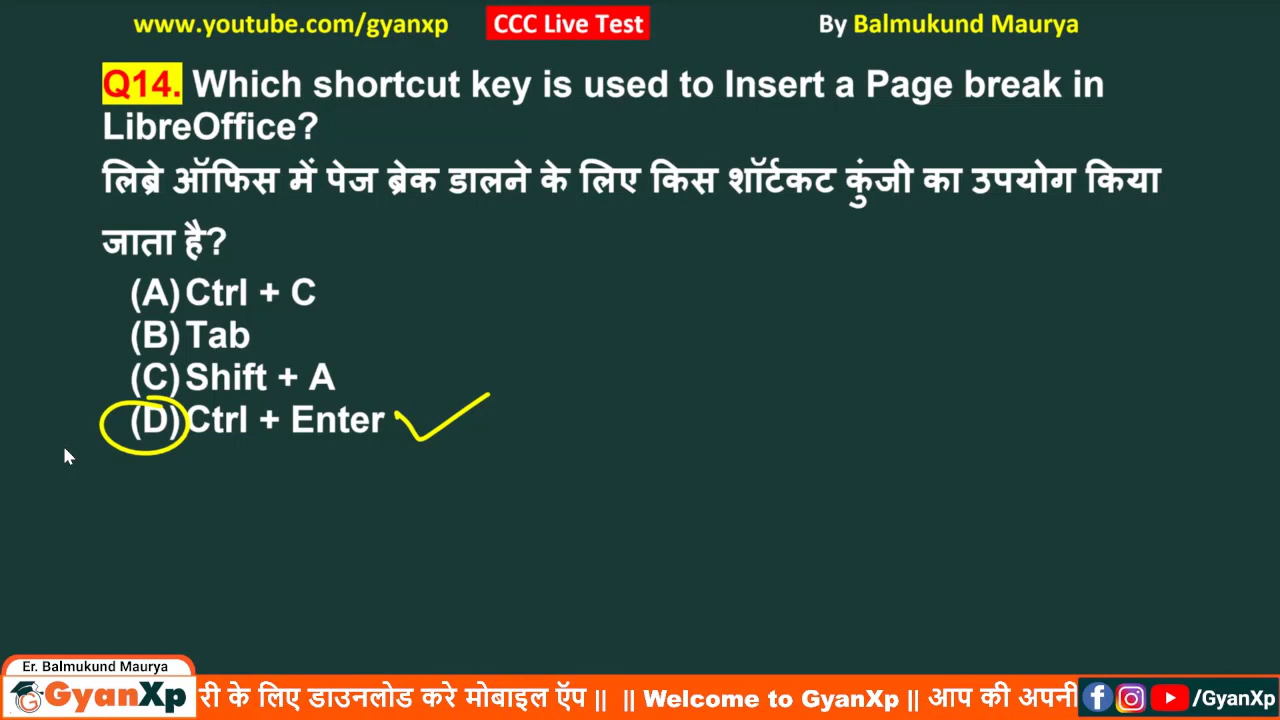 www.youtube.com/gyanxp CCC Live Test By Balmukund Maurya
Q14. Which shortcut key is used to Insert a Page break in
LibreOffice?
लिब्रे ऑफिस में पेज ब्रेक डालने के लिए किस शॉर्टकट कुंजी का उपयोग किया
जाता है?
(A) Ctrl + C
(B) Tab
(C) Shift + A
(D) Ctrl + Enter
Er. Balmukund Maurya
GyanXp री के लिए डाउनलोड करे मोबाइल ऍप || || Welcome to GyanXp || आप की अपनी /GyanXp